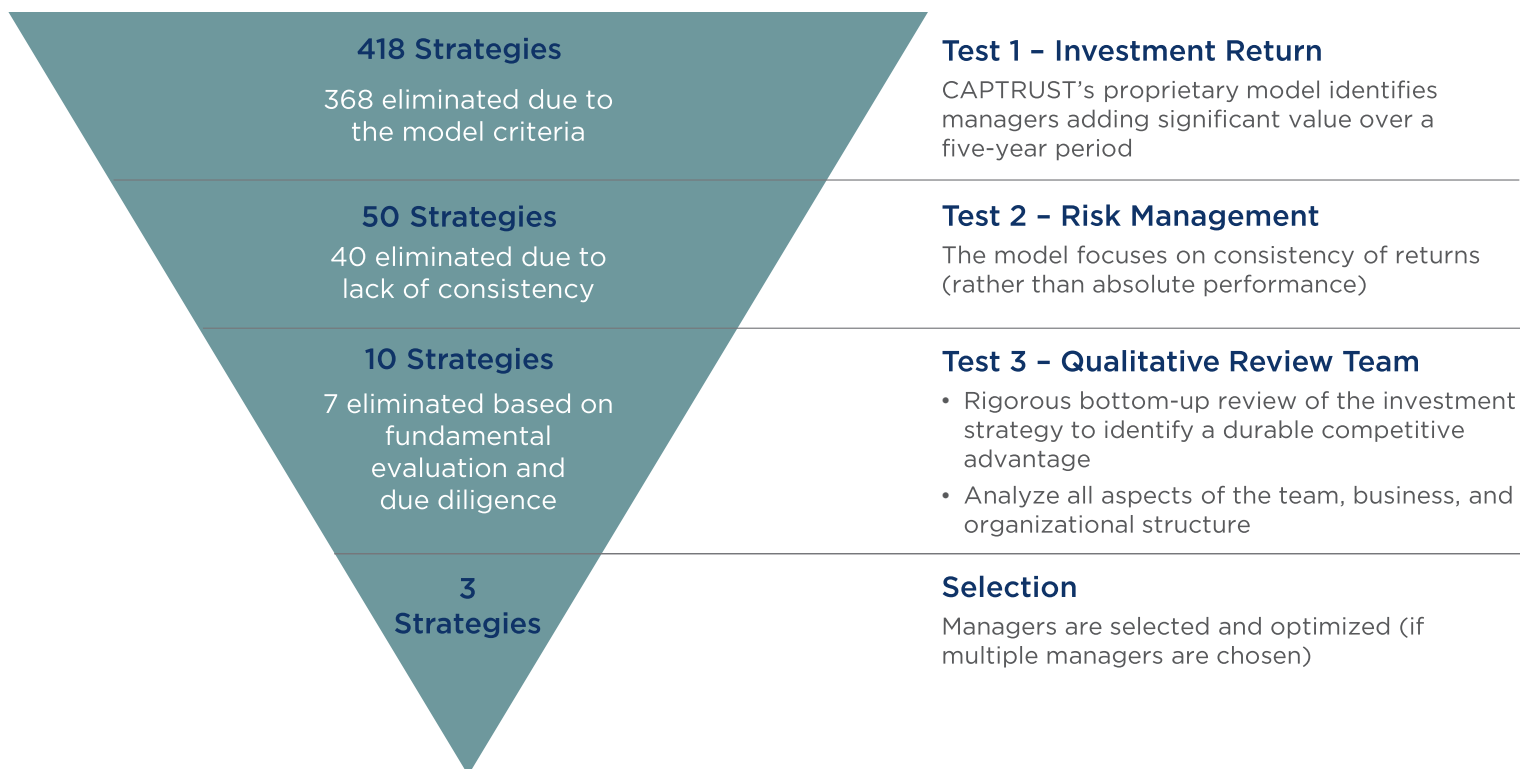 418 Strategies
368 eliminated due to
the model criteria
Test 1 – Investment Return
CAPTRUST’s proprietary model identifies
managers adding significant value over a
five-year period
50 Strategies
40 eliminated due to
lack of consistency
Test 2 – Risk Management
The model focuses on consistency of returns
(rather than absolute performance)
10 Strategies
7 eliminated based on
fundamental
evaluation and
due diligence
Test 3 – Qualitative Review Team
• Rigorous bottom-up review of the investment
strategy to identify a durable competitive
advantage
• Analyze all aspects of the team, business, and
organizational structure
3
Strategies
Selection
Managers are selected and optimized (if
multiple managers are chosen)